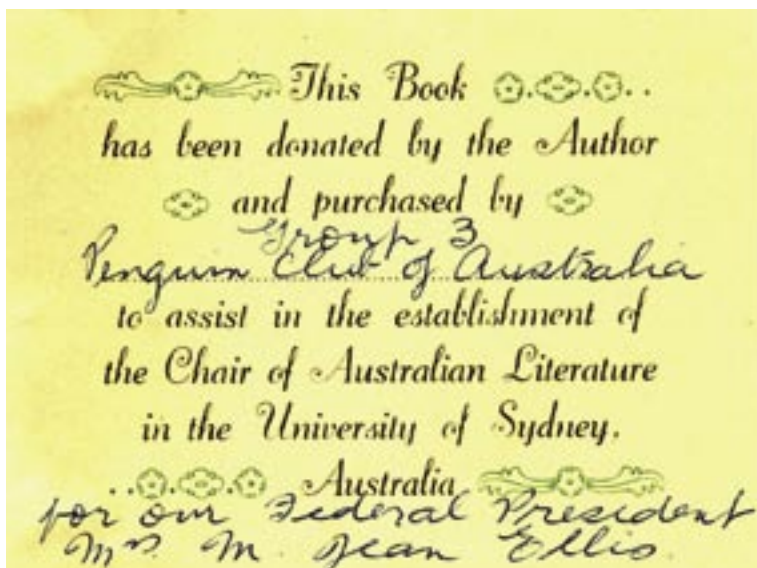 This Book
has been donated by the Author
and purchased by
Group 3
Penguin Club of Australia
to assist in the establishment of
the Chair of Australian Literature
in the University of Sydney.
Australia
for our Federal President
Mrs. M. Jean Ellis